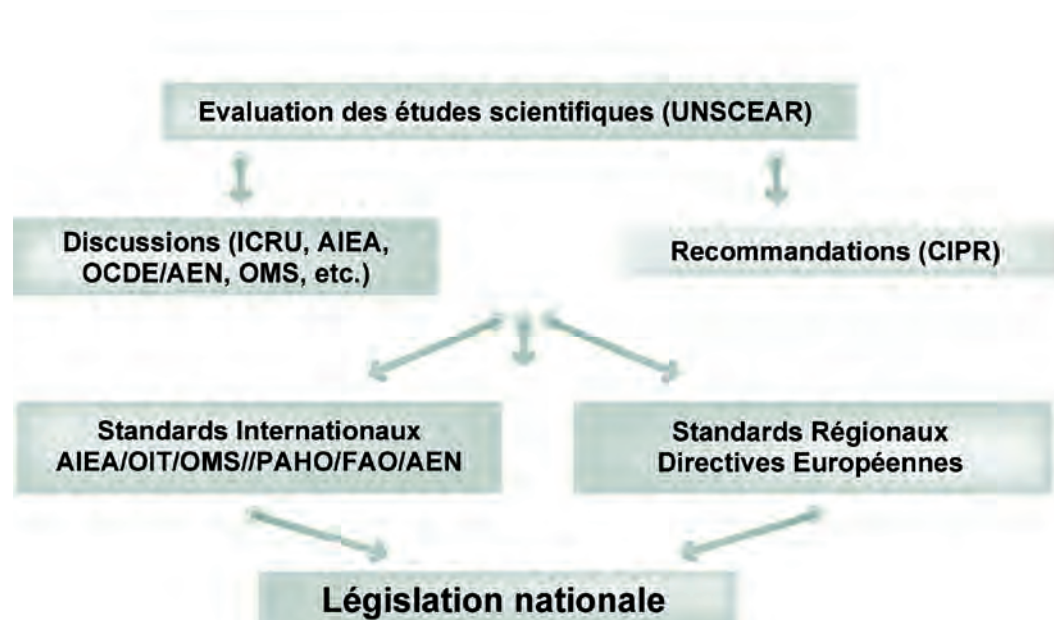 Evaluation des études scientifiques (UNSCEAR)
Discussions (ICRU, AIEA,
OCDE/AEN, OMS, etc.)
Recommandations (CIPR)
Standards Internationaux
AIEA/OIT/OMS//PAHO/FAO/AEN
Standards Régionaux
Directives Européennes
Législation nationale